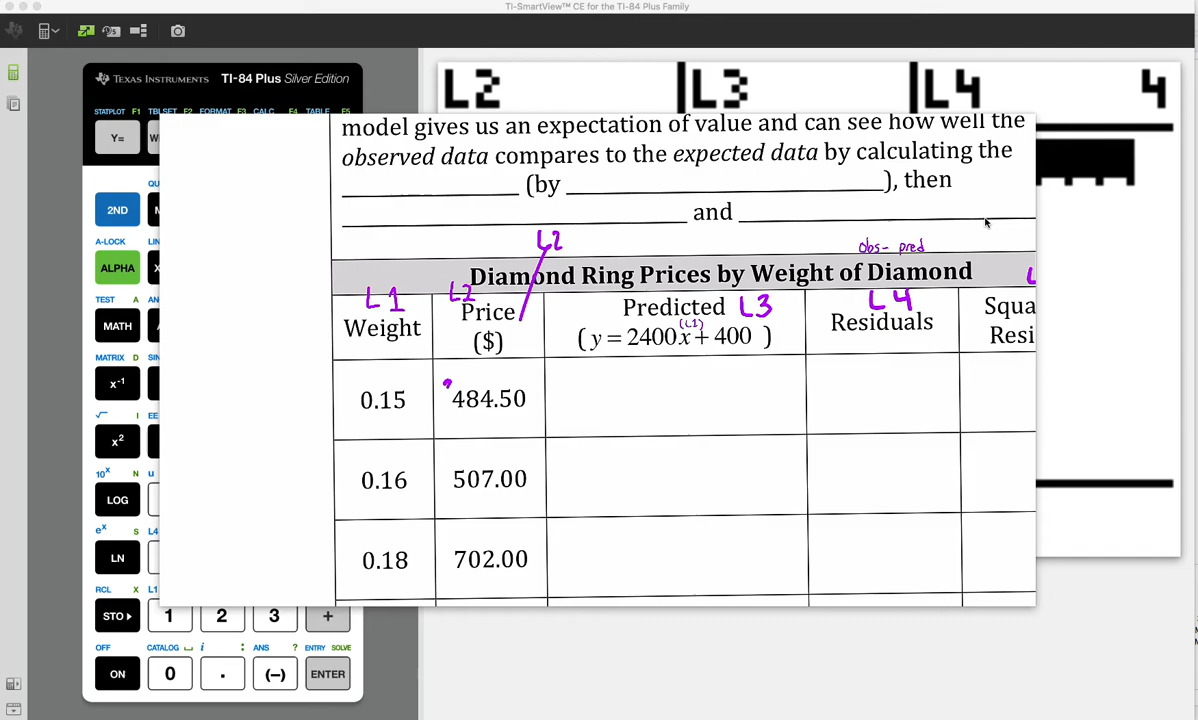 TI-SmartView™ CE for the TI-84 Plus Family
TEXAS INSTRUMENTS TI-84 Plus Silver Edition
STATPLOT F1 TBLSET F2 FORMAT F3 CALC F4 TABLE F5
Y=
L2 L3 L4 4
model gives us an expectation of value and can see how well the
observed data compares to the expected data by calculating the
(by ), then
and
L2
obs- pred
Diamond Ring Prices by Weight of Diamond
L1 L2 L3 L4
Weight Price ($) Predicted ( y = 2400x + 400 ) (L1) Residuals
0.15 484.50
0.16 507.00
0.18 702.00
2ND
A-LOCK
ALPHA
TEST A
MATH
MATRIX D
x⁻¹
√ I
x²
10ˣ N u
LOG
eˣ S L4
LN
RCL X L1
STO▸ 1 2 3 +
OFF CATALOG i : ANS ? ENTRY SOLVE
ON 0 . (−) ENTER